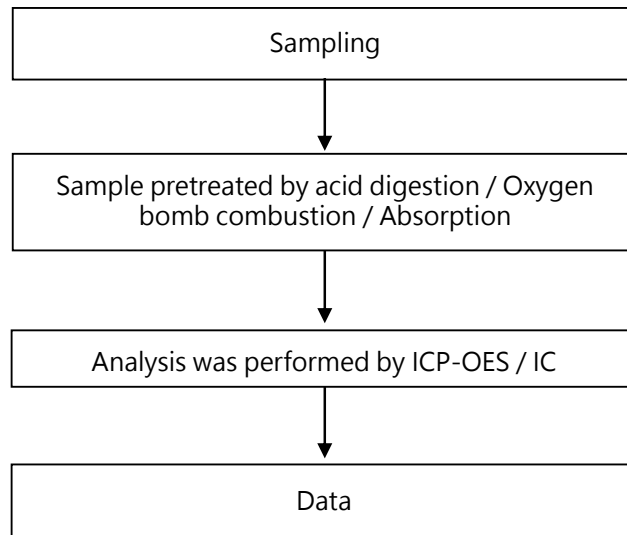 Sampling
Sample pretreated by acid digestion / Oxygen
bomb combustion / Absorption
Analysis was performed by ICP-OES / IC
Data